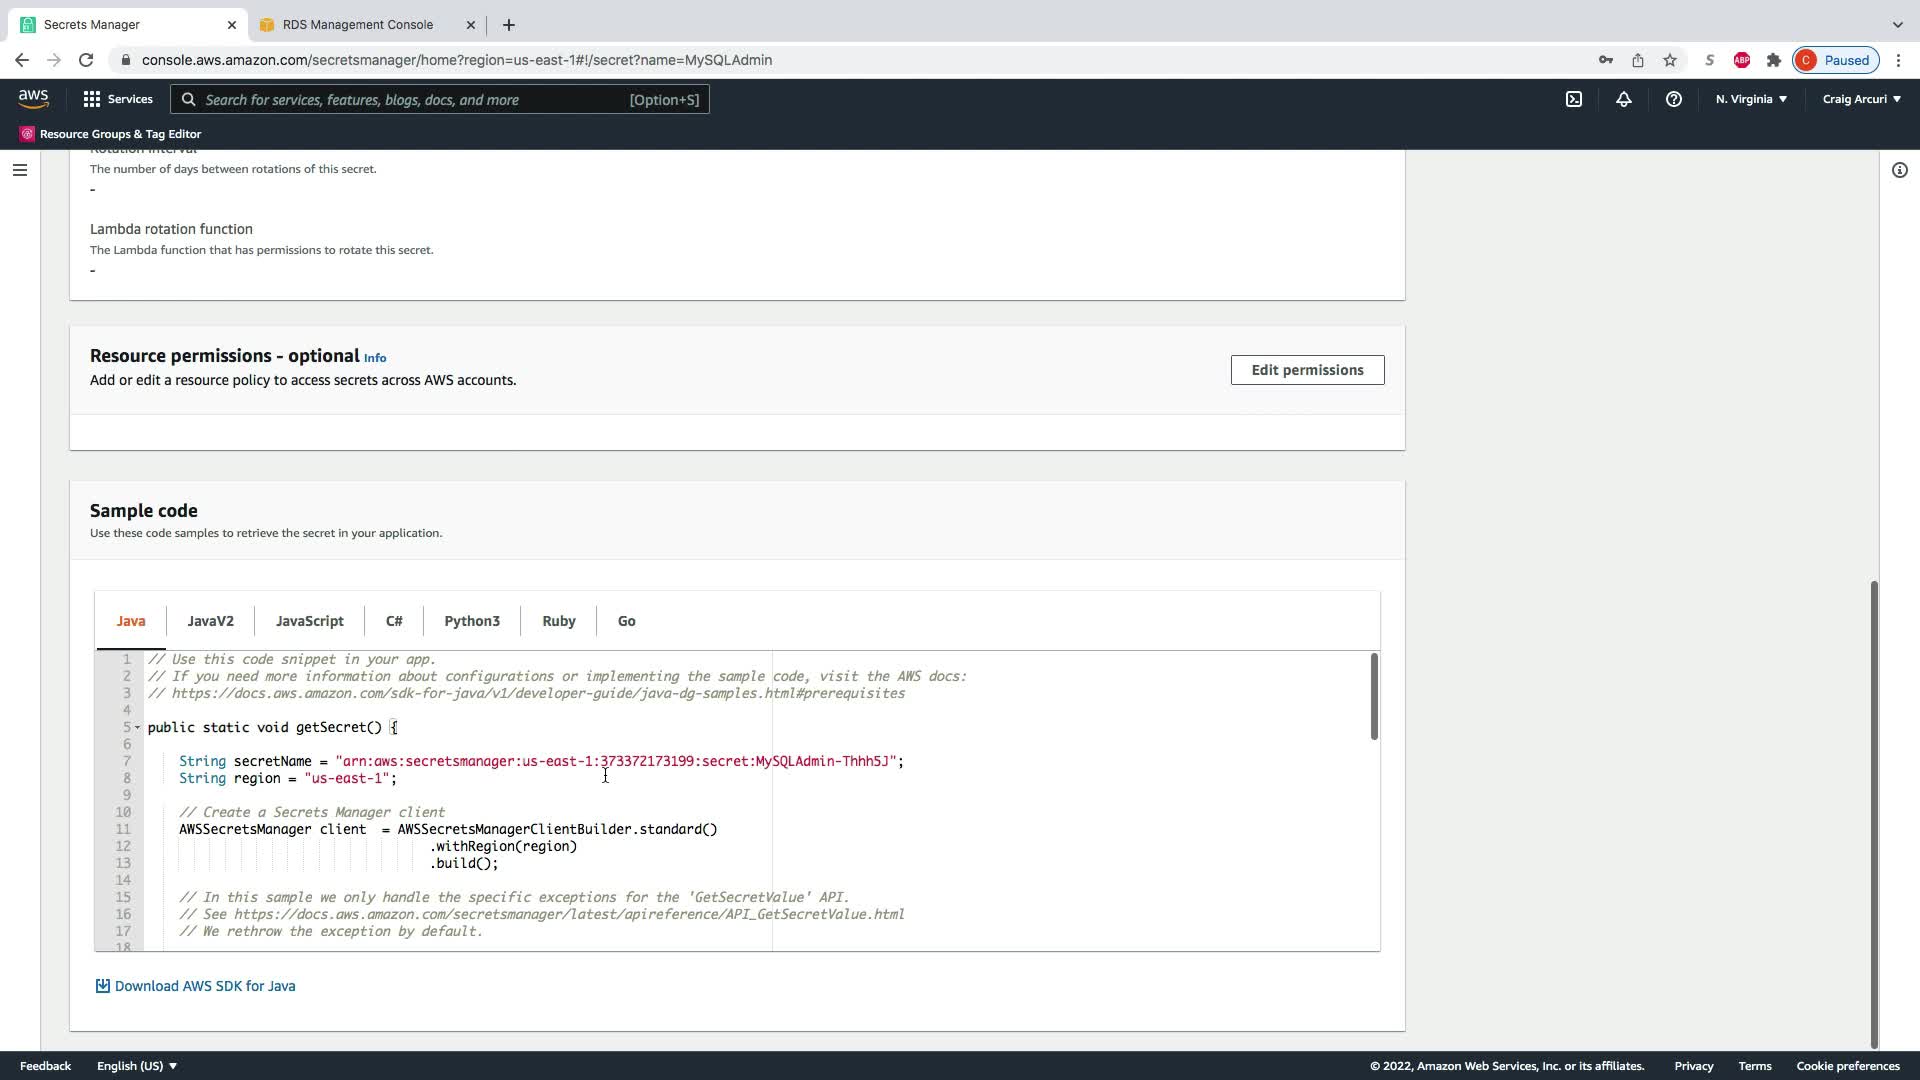 Secrets Manager
RDS Management Console
console.aws.amazon.com/secretsmanager/home?region=us-east-1#!/secret?name=MySQLAdmin
S
ABP
C Paused
aws
Services
Search for services, features, blogs, docs, and more [Option+S]
N. Virginia
Craig Arcuri
Resource Groups & Tag Editor
Rotation interval
The number of days between rotations of this secret.
-
Lambda rotation function
The Lambda function that has permissions to rotate this secret.
-
Resource permissions - optional Info
Add or edit a resource policy to access secrets across AWS accounts.
Edit permissions
Sample code
Use these code samples to retrieve the secret in your application.
Java JavaV2 JavaScript C# Python3 Ruby Go
1 // Use this code snippet in your app.
2 // If you need more information about configurations or implementing the sample code, visit the AWS docs:
3 // https://docs.aws.amazon.com/sdk-for-java/v1/developer-guide/java-dg-samples.html#prerequisites
4
5 public static void getSecret() {
6
7 String secretName = "arn:aws:secretsmanager:us-east-1:373372173199:secret:MySQLAdmin-Thhh5J";
8 String region = "us-east-1";
9
10 // Create a Secrets Manager client
11 AWSSecretsManager client  = AWSSecretsManagerClientBuilder.standard()
12 .withRegion(region)
13 .build();
14
15 // In this sample we only handle the specific exceptions for the 'GetSecretValue' API.
16 // See https://docs.aws.amazon.com/secretsmanager/latest/apireference/API_GetSecretValue.html
17 // We rethrow the exception by default.
18
Download AWS SDK for Java
Feedback
English (US)
© 2022, Amazon Web Services, Inc. or its affiliates.
Privacy
Terms
Cookie preferences